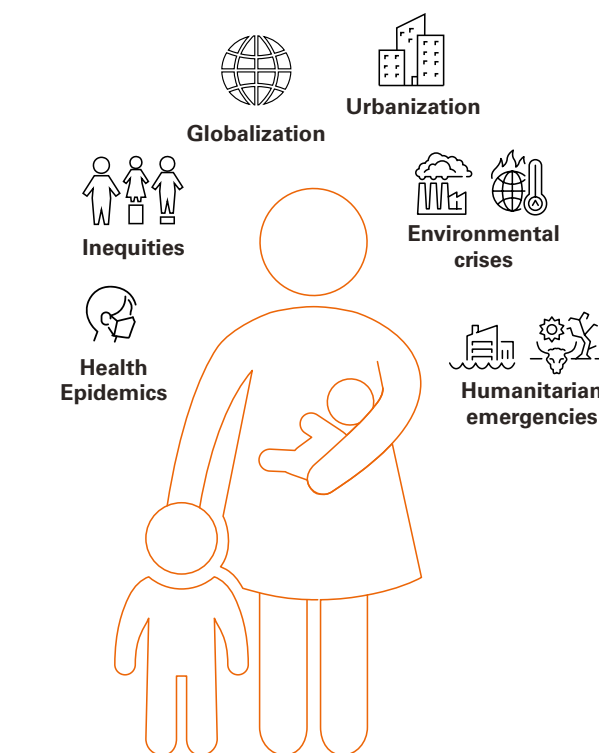 Urbanization
Globalization
Inequities
Environmental
crises
Health
Epidemics
Humanitarian
emergencies